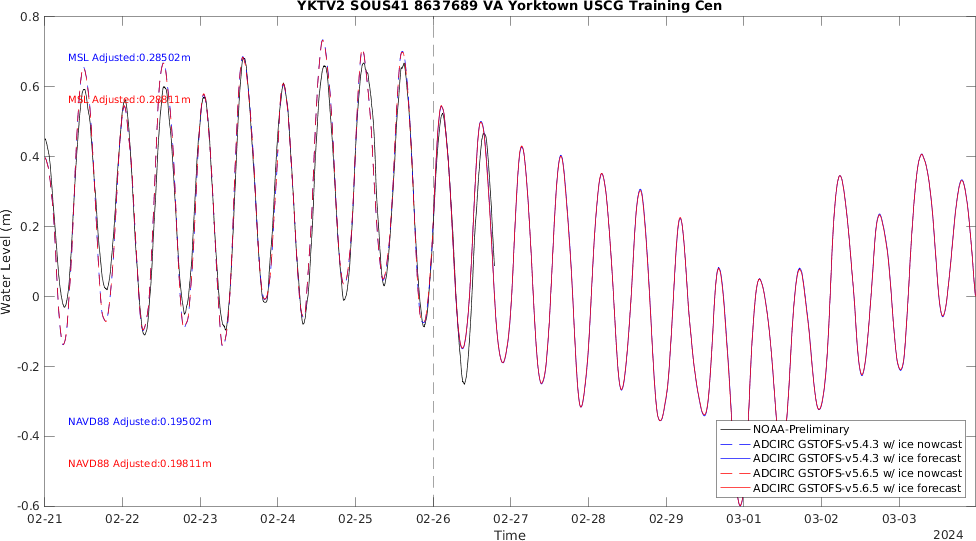 YKTV2 SOUS41 8637689 VA Yorktown USCG Training Cen
0.8
MSL Adjusted:0.28502m
0.6
MSL Adjusted:0.28811m
0.4
0.2
0
-0.2
-0.4
-0.6
Water Level (m)
NAVD88 Adjusted:0.19502m
NAVD88 Adjusted:0.19811m
NOAA-Preliminary
ADCIRC GSTOFS-v5.4.3 w/ ice nowcast
ADCIRC GSTOFS-v5.4.3 w/ ice forecast
ADCIRC GSTOFS-v5.6.5 w/ ice nowcast
ADCIRC GSTOFS-v5.6.5 w/ ice forecast
02-21 02-22 02-23 02-24 02-25 02-26 02-27 02-28 02-29 03-01 03-02 03-03
Time
2024